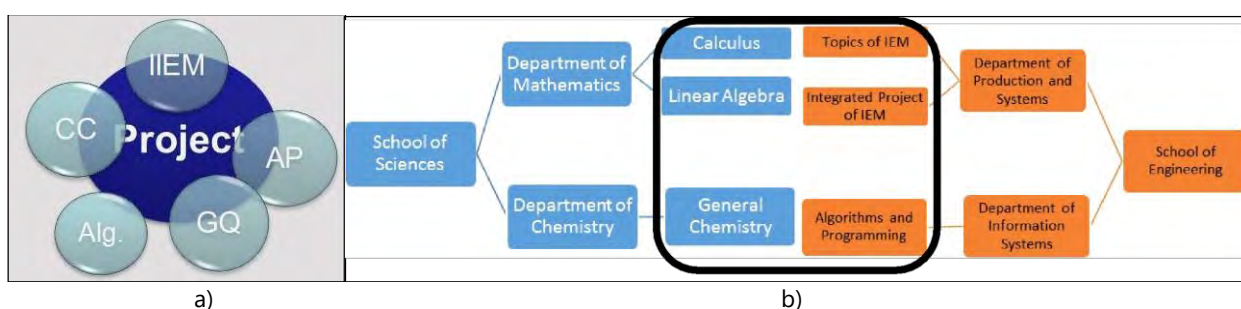 IIEM
CC
Project
AP
Alg.
GQ
a)
School of
Sciences
Department of
Mathematics
Department of
Chemistry
Calculus
Linear Algebra
General
Chemistry
Topics of IEM
Integrated Project
of IEM
Algorithms and
Programming
Department of
Production and
Systems
Department of
Information
Systems
School of
Engineering
b)